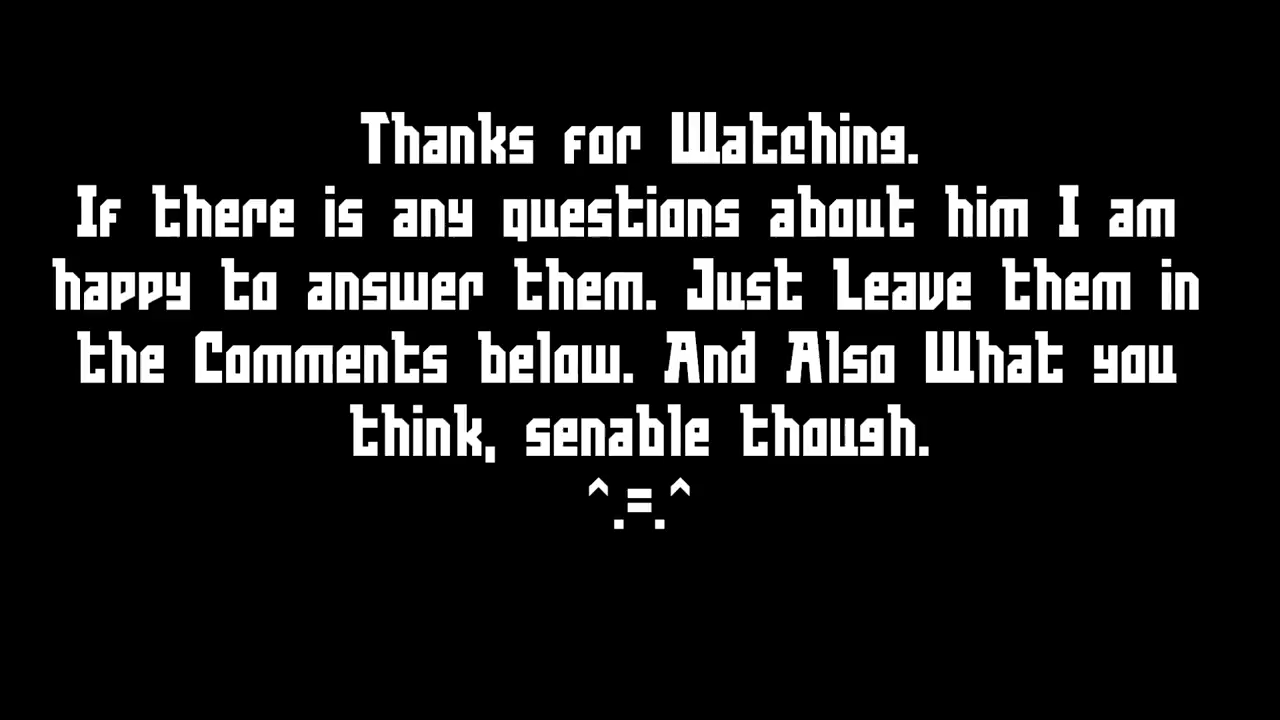 Thanks for Watching.
If there is any questions about him I am
happy to answer them. Just Leave them in
the Comments below. And Also What you
think, senable though.
^.=.^